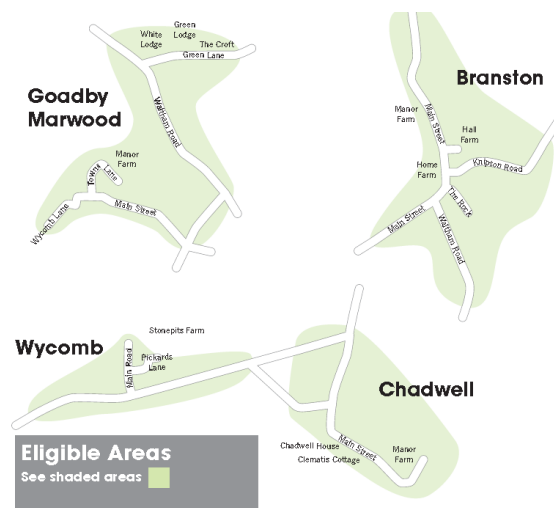 Green
Lodge
White
Lodge
The Croft
Green Lane
Goadby
Marwood
Waltham Road
Manor
Farm
Towns
Lane
Wycomb Lane
Main Street
Branston
Manor
Farm
Main Street
Hall
Farm
Home
Farm
Knipton Road
The Rock
Main Street
Waltham Road
Wycomb
Stonepits Farm
Main Road
Pickards
Lane
Chadwell
Chadwell House
Main Street
Clematis Cottage
Manor
Farm
Eligible Areas
See shaded areas